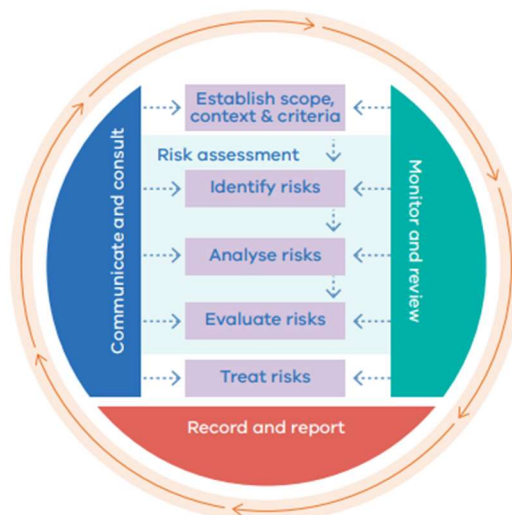 Establish scope,
context & criteria
Risk assessment
Identify risks
Analyse risks
Evaluate risks
Treat risks
Communicate and consult
Monitor and review
Record and report